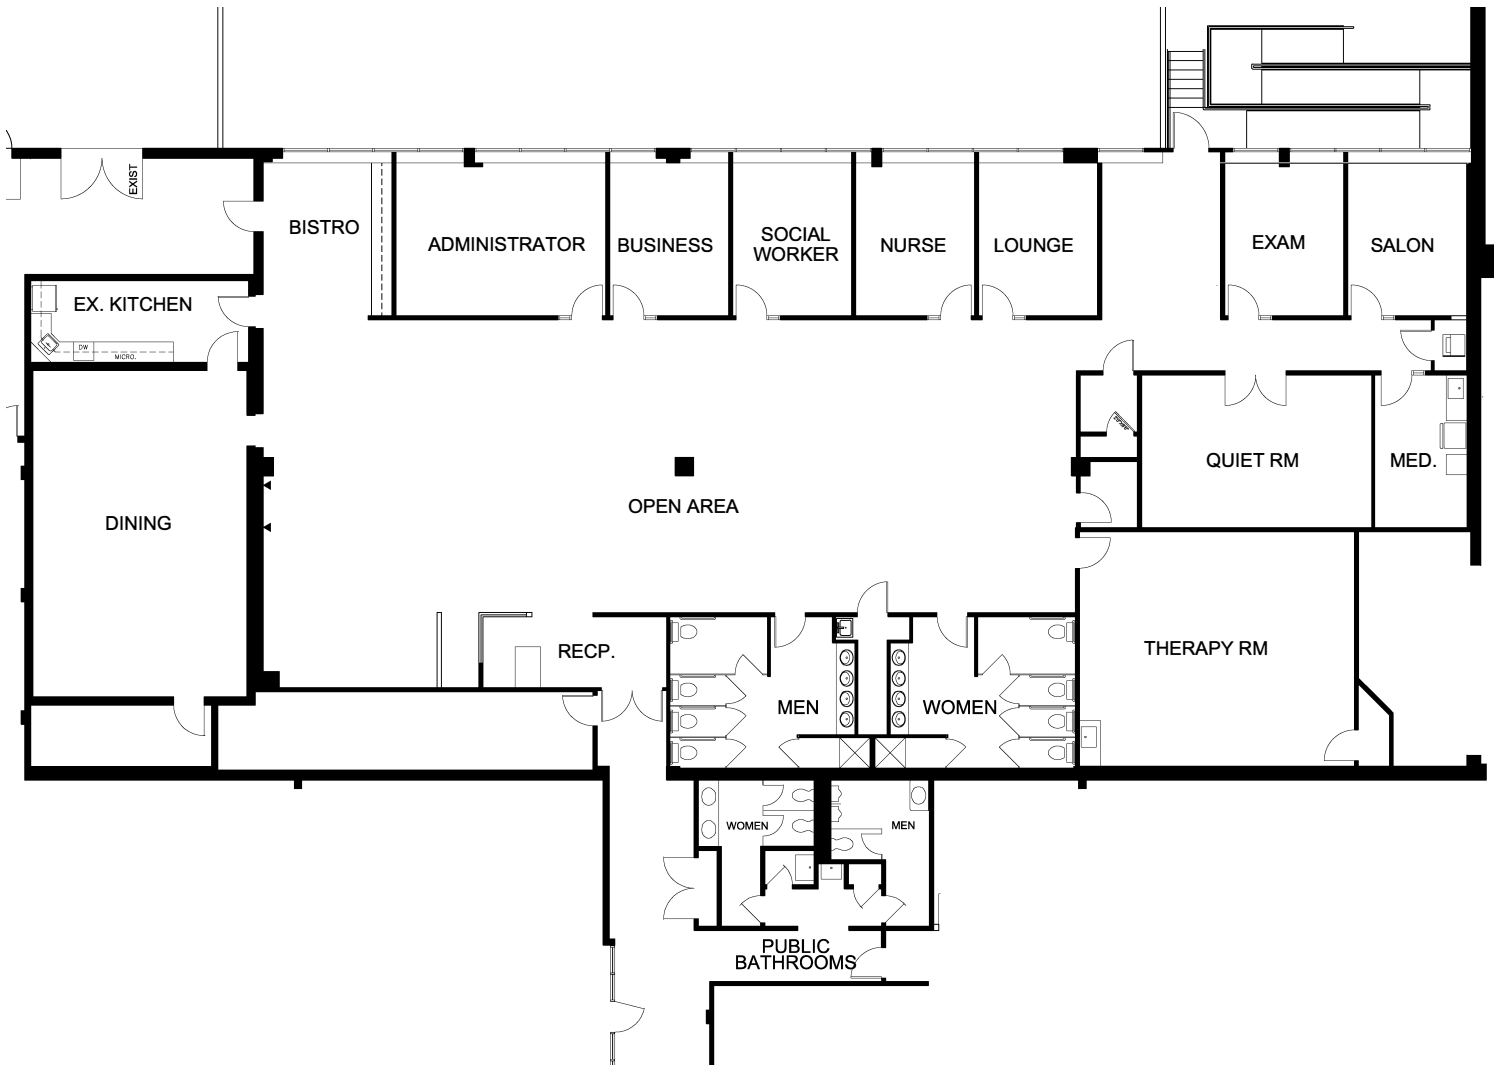 EXIST
BISTRO
ADMINISTRATOR
BUSINESS
SOCIAL
WORKER
NURSE
LOUNGE
EXAM
SALON
EX. KITCHEN
DW
MICRO.
QUIET RM
MED.
OPEN AREA
DINING
RECP.
THERAPY RM
MEN
WOMEN
WOMEN
MEN
PUBLIC
BATHROOMS